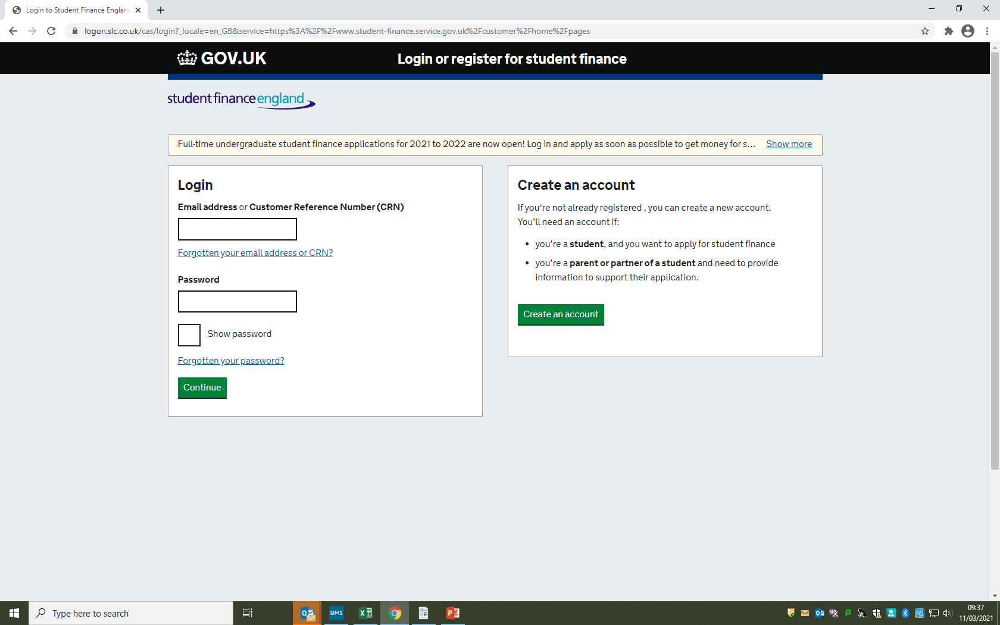 Login to Student Finance Englan
logon.slc.co.uk/cas/login?_locale=en_GB&service=https%3A%2F%2Fwww.student-finance.service.gov.uk%2Fcustomer%2Fhome%2Fpages
GOV.UK
Login or register for student finance
studentfinanceengland
Full-time undergraduate student finance applications for 2021 to 2022 are now open! Log in and apply as soon as possible to get money for s... Show more
Login
Email address or Customer Reference Number (CRN)
Forgotten your email address or CRN?
Password
Show password
Forgotten your password?
Continue
Create an account
If you're not already registered , you can create a new account.
You'll need an account if:
• you're a student, and you want to apply for student finance
• you're a parent or partner of a student and need to provide
information to support their application.
Create an account
Type here to search
SIMS
09:37
11/03/2021